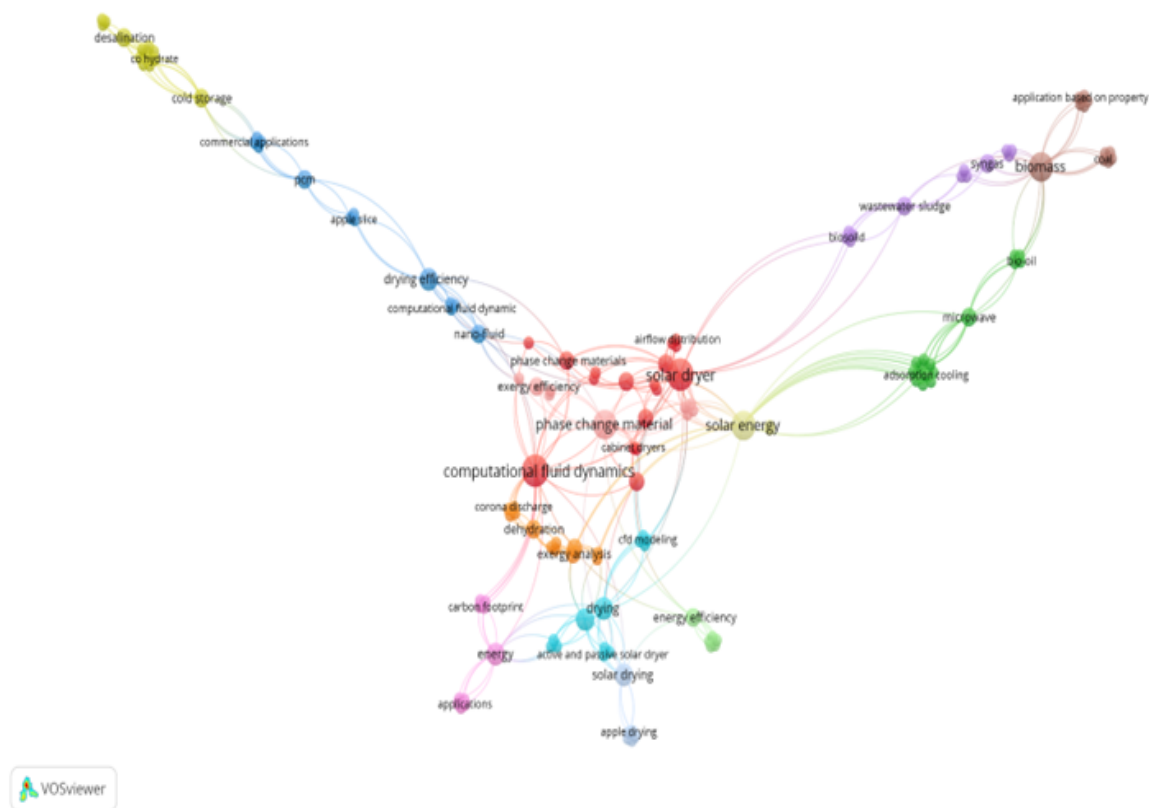 desalination
co hydrate
cold storage
application based on property
commercial applications
syngas
coal
biomass
pcm
wastewater sludge
apple slice
biosolid
bio-oil
drying efficiency
computational fluid dynamic
microwave
nano-fluid
airflow distribution
phase change materials
solar dryer
adsorption cooling
exergy efficiency
phase change material
solar energy
cabinet dryers
computational fluid dynamics
corona discharge
dehydration
cfd modeling
exergy analysis
carbon footprint
drying
energy efficiency
energy
active and passive solar dryer
solar drying
applications
apple drying
VOSviewer